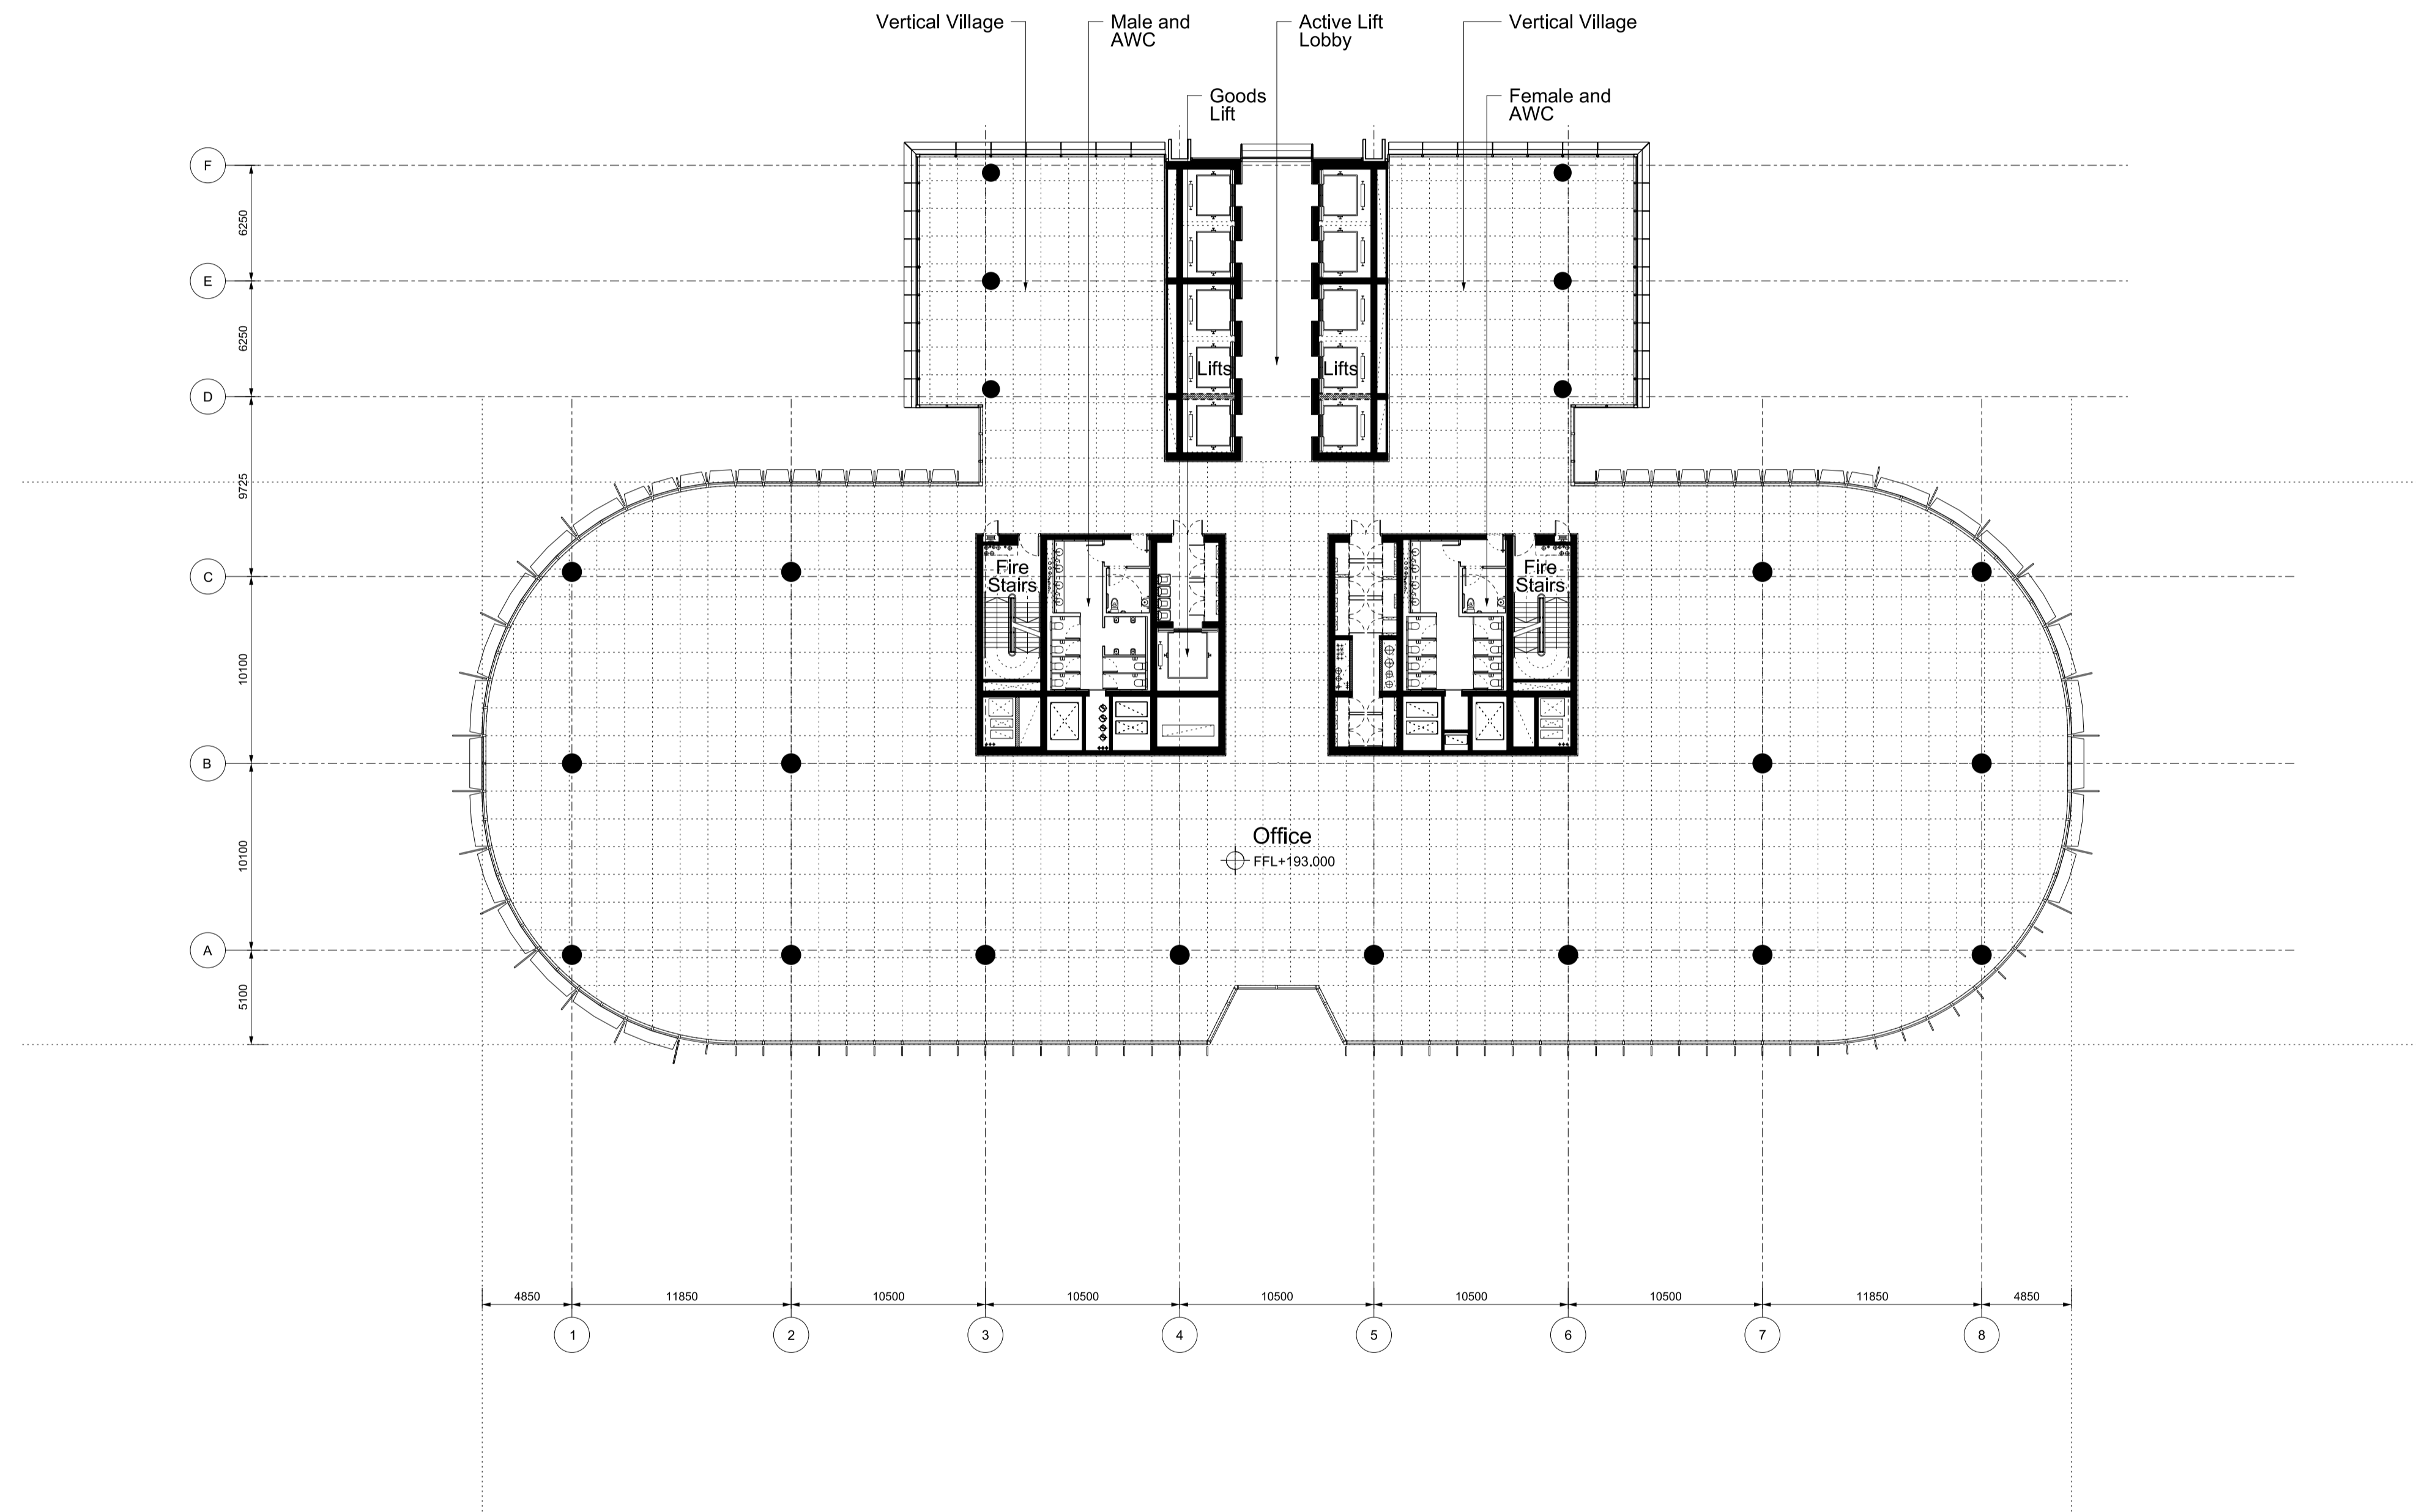 Vertical Village
Male and
AWC
Active Lift
Lobby
Vertical Village
Goods
Lift
Female and
AWC
F
6250
E
6250
Lifts
Lifts
D
9725
C
Fire
Stairs
Fire
Stairs
10100
B
10100
Office
FFL+193.000
A
5100
4850
11850
10500
10500
10500
10500
10500
11850
4850
1
2
3
4
5
6
7
8